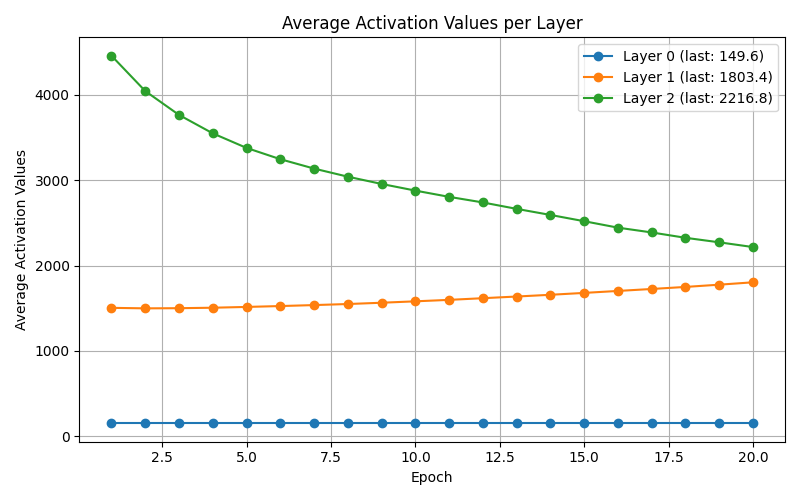 Average Activation Values per Layer
Average Activation Values
4000
3000
2000
1000
0
Layer 0 (last: 149.6)
Layer 1 (last: 1803.4)
Layer 2 (last: 2216.8)
2.5 5.0 7.5 10.0 12.5 15.0 17.5 20.0
Epoch